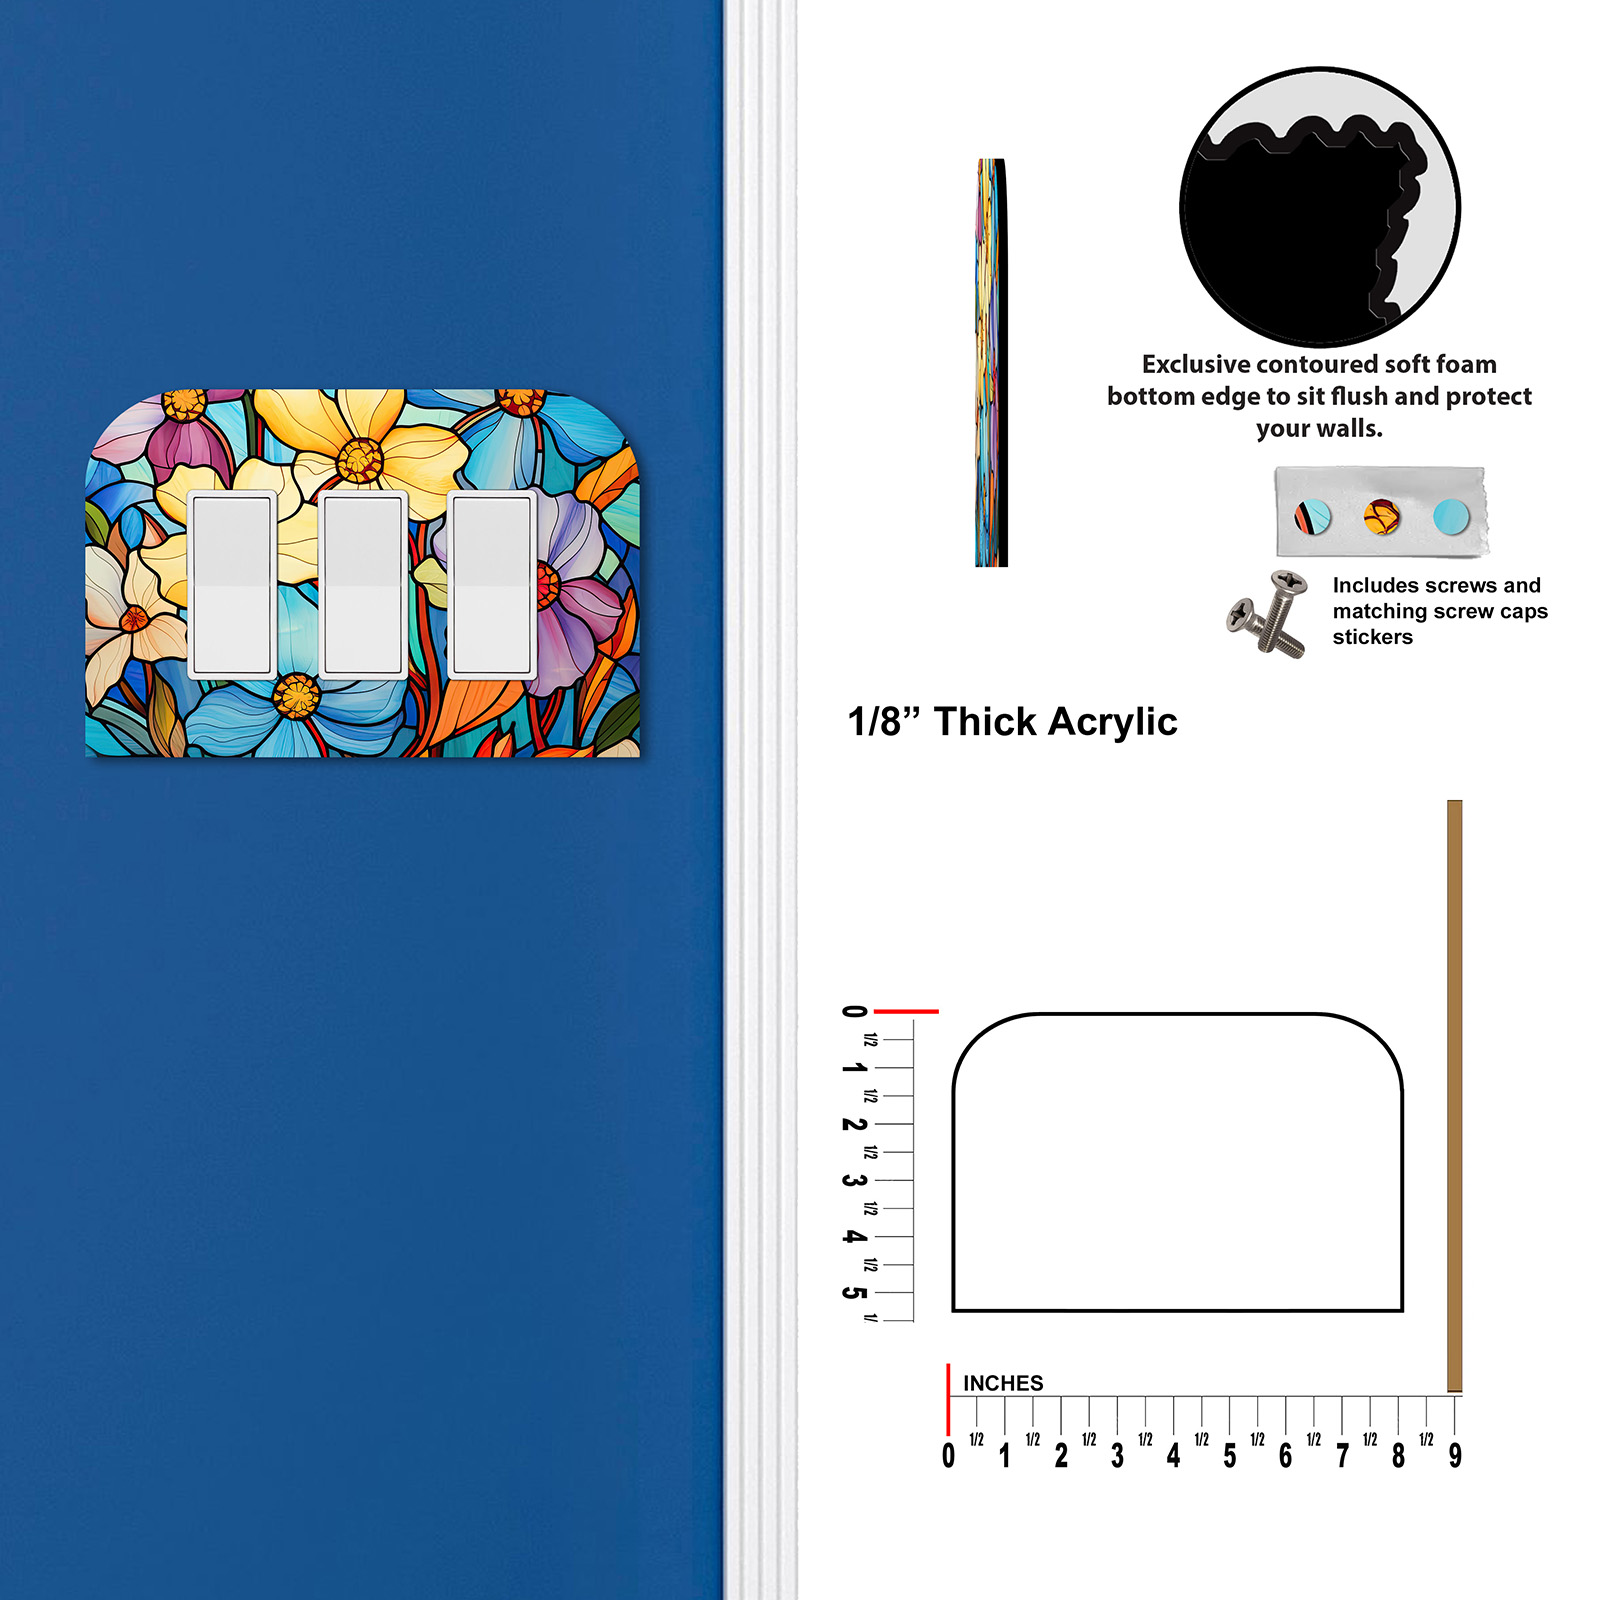 Exclusive contoured soft foam
bottom edge to sit flush and protect
your walls.
Includes screws and
matching screw caps
stickers
1/8” Thick Acrylic
0
1/2
1
1/2
2
1/2
3
1/2
4
1/2
5
1/
INCHES
0 1/2 1 1/2 2 1/2 3 1/2 4 1/2 5 1/2 6 1/2 7 1/2 8 1/2 9